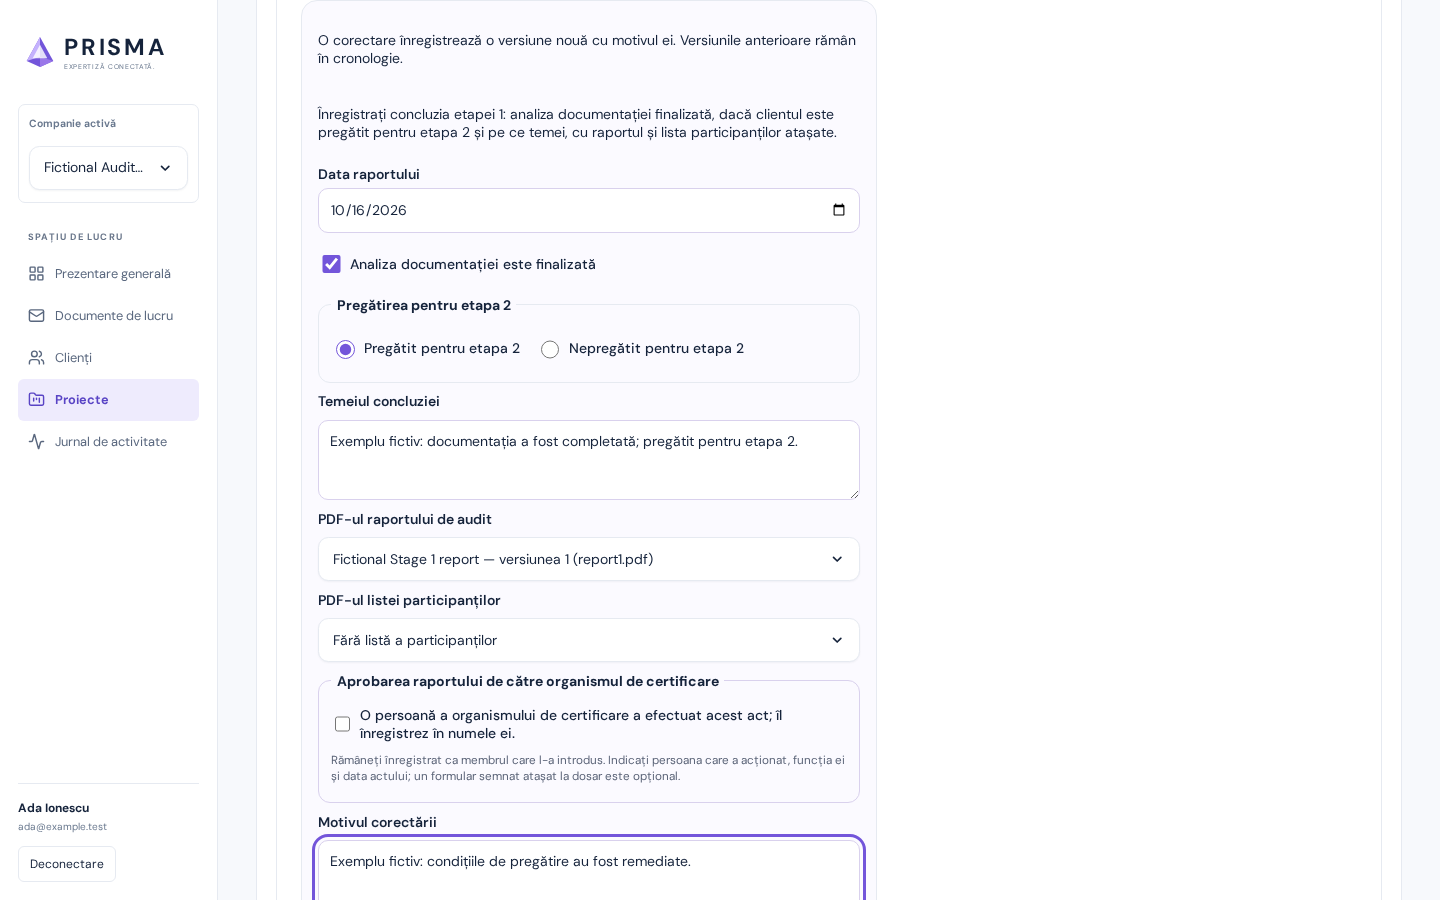 PRISMA
EXPERTIZĂ CONECTATĂ.
Companie activă
Fictional Audit...
SPAȚIU DE LUCRU
Prezentare generală
Documente de lucru
Clienți
Proiecte
Jurnal de activitate
Ada Ionescu
ada@example.test
Deconectare
O corectare înregistrează o versiune nouă cu motivul ei. Versiunile anterioare rămân
în cronologie.
Înregistrați concluzia etapei 1: analiza documentației finalizată, dacă clientul este
pregătit pentru etapa 2 și pe ce temei, cu raportul și lista participanților atașate.
Data raportului
10/16/2026
Analiza documentației este finalizată
Pregătirea pentru etapa 2
Pregătit pentru etapa 2
Nepregătit pentru etapa 2
Temeiul concluziei
Exemplu fictiv: documentația a fost completată; pregătit pentru etapa 2.
PDF-ul raportului de audit
Fictional Stage 1 report — versiunea 1 (report1.pdf)
PDF-ul listei participanților
Fără listă a participanților
Aprobarea raportului de către organismul de certificare
O persoană a organismului de certificare a efectuat acest act; îl
înregistrez în numele ei.
Rămâneți înregistrat ca membrul care l-a introdus. Indicați persoana care a acționat, funcția ei
și data actului; un formular semnat atașat la dosar este opțional.
Motivul corectării
Exemplu fictiv: condițiile de pregătire au fost remediate.